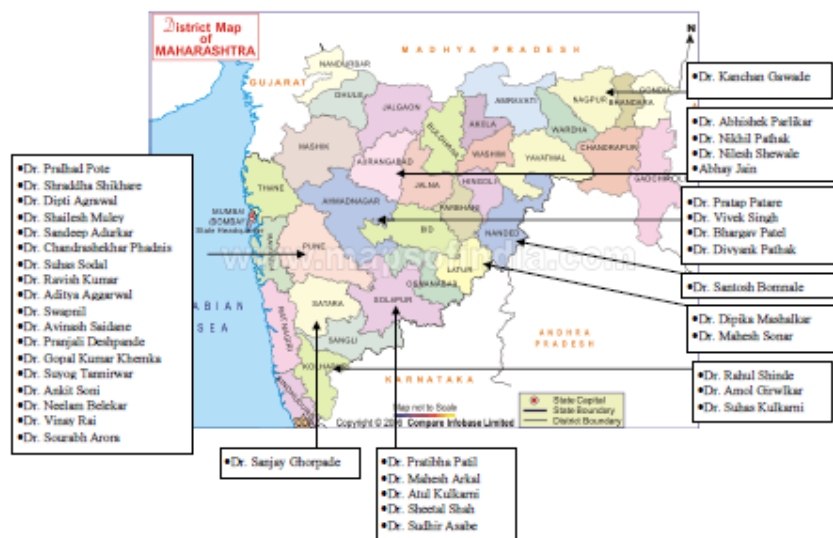 District Map
of
MAHARASHTRA
MADHYA PRADESH
N
GUJARAT
NANDURBAR
DHULE
JALGAON
AMRAVATI
NAGPUR
GONDIA
BHANDARA
BULDHANA
AKOLA
WARDHA
NASHIK
AURANGABAD
WASHIM
YAVATMAL
CHANDRAPUR
GADCHIROLI
JALNA
HINGOLI
THANE
AHMADNAGAR
PARBHANI
NANDED
MUMBAI
(BOMBAY)
State Headquarter
BID
PUNE
LATUR
www.mapsofindia.com
OSMANABAD
SATARA
SOLAPUR
ABIAN
SEA
RATNAGIRI
SANGLI
KOLHAPUR
ANDHRA
PRADESH
KARNATAKA
Map not to Scale
Compare Infobase Limited
State Capital
State Boundary
District Boundary
•Dr. Kanchan Gawade
•Dr. Abhishek Parlikar
•Dr. Nikhil Pathak
•Dr. Nilesh Shewale
•Abhay Jain
•Dr. Pratap Patare
•Dr. Vivek Singh
•Dr. Bhargav Patel
•Dr. Divyank Pathak
•Dr. Santosh Bomnale
•Dr. Dipika Mashalkar
•Dr. Mahesh Sonar
•Dr. Rahul Shinde
•Dr. Amol Girwlkar
•Dr. Suhas Kulkarni
•Dr. Pralhad Pote
•Dr. Shraddha Shikhare
•Dr. Dipti Agrawal
•Dr. Shailesh Muley
•Dr. Sandeep Adurkar
•Dr. Chandrashekhar Phadnis
•Dr. Suhas Sodal
•Dr. Ravish Kumar
•Dr. Aditya Aggarwal
•Dr. Swapnil
•Dr. Avinash Saidane
•Dr. Pranjali Deshpande
•Dr. Gopal Kumar Khemka
•Dr. Suyog Tannirwar
•Dr. Ankit Soni
•Dr. Neelam Belekar
•Dr. Vinay Rai
•Dr. Sourabh Arora
•Dr. Sanjay Ghorpade
•Dr. Pratibha Patil
•Dr. Mahesh Arkal
•Dr. Atul Kulkarni
•Dr. Sheetal Shah
•Dr. Sudhir Asabe